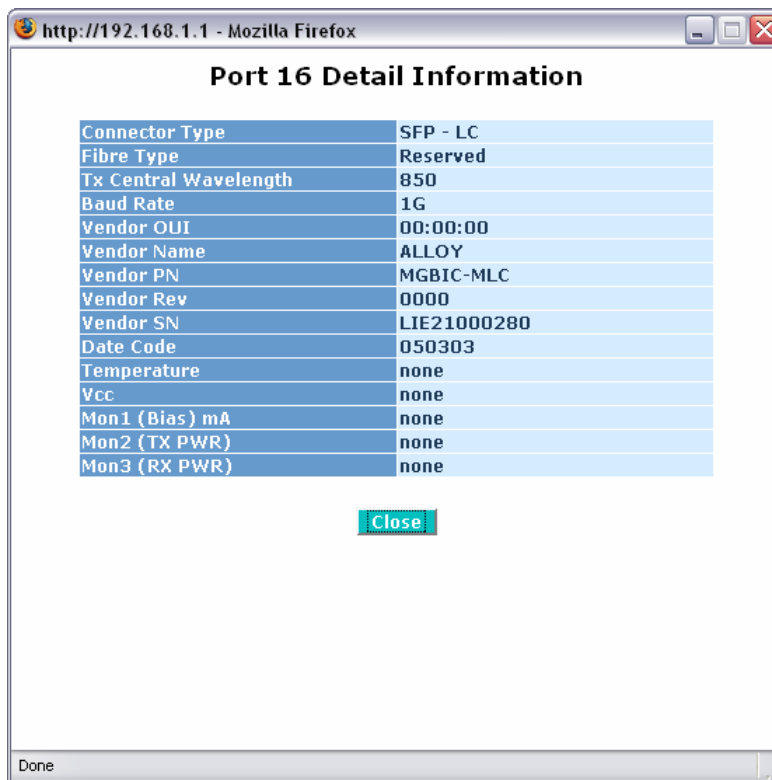 http://192.168.1.1 - Mozilla Firefox
Port 16 Detail Information
Connector Type SFP - LC
Fibre Type Reserved
Tx Central Wavelength 850
Baud Rate 1G
Vendor OUI 00:00:00
Vendor Name ALLOY
Vendor PN MGBIC-MLC
Vendor Rev 0000
Vendor SN LIE21000280
Date Code 050303
Temperature none
Vcc none
Mon1 (Bias) mA none
Mon2 (TX PWR) none
Mon3 (RX PWR) none
Close
Done